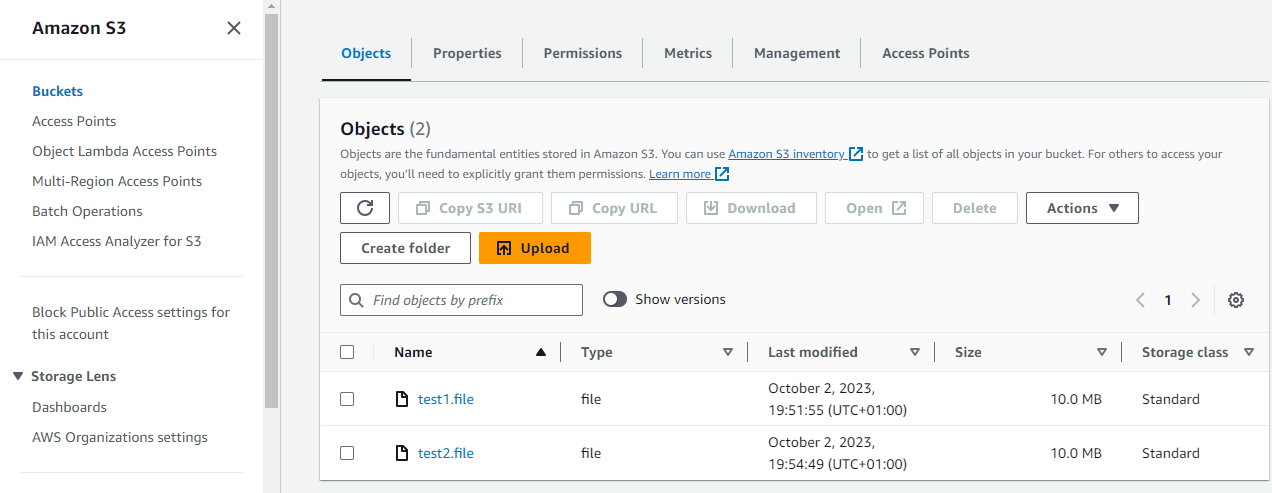 Amazon S3
Buckets
Access Points
Object Lambda Access Points
Multi-Region Access Points
Batch Operations
IAM Access Analyzer for S3
Block Public Access settings for
this account
Storage Lens
Dashboards
AWS Organizations settings
Objects Properties Permissions Metrics Management Access Points
Objects (2)
Objects are the fundamental entities stored in Amazon S3. You can use Amazon S3 inventory to get a list of all objects in your bucket. For others to access your
objects, you'll need to explicitly grant them permissions. Learn more
Copy S3 URI Copy URL Download Open Delete Actions
Create folder Upload
Find objects by prefix Show versions 1
Name Type Last modified Size Storage class
test1.file file October 2, 2023, 10.0 MB Standard
19:51:55 (UTC+01:00)
test2.file file October 2, 2023, 10.0 MB Standard
19:54:49 (UTC+01:00)